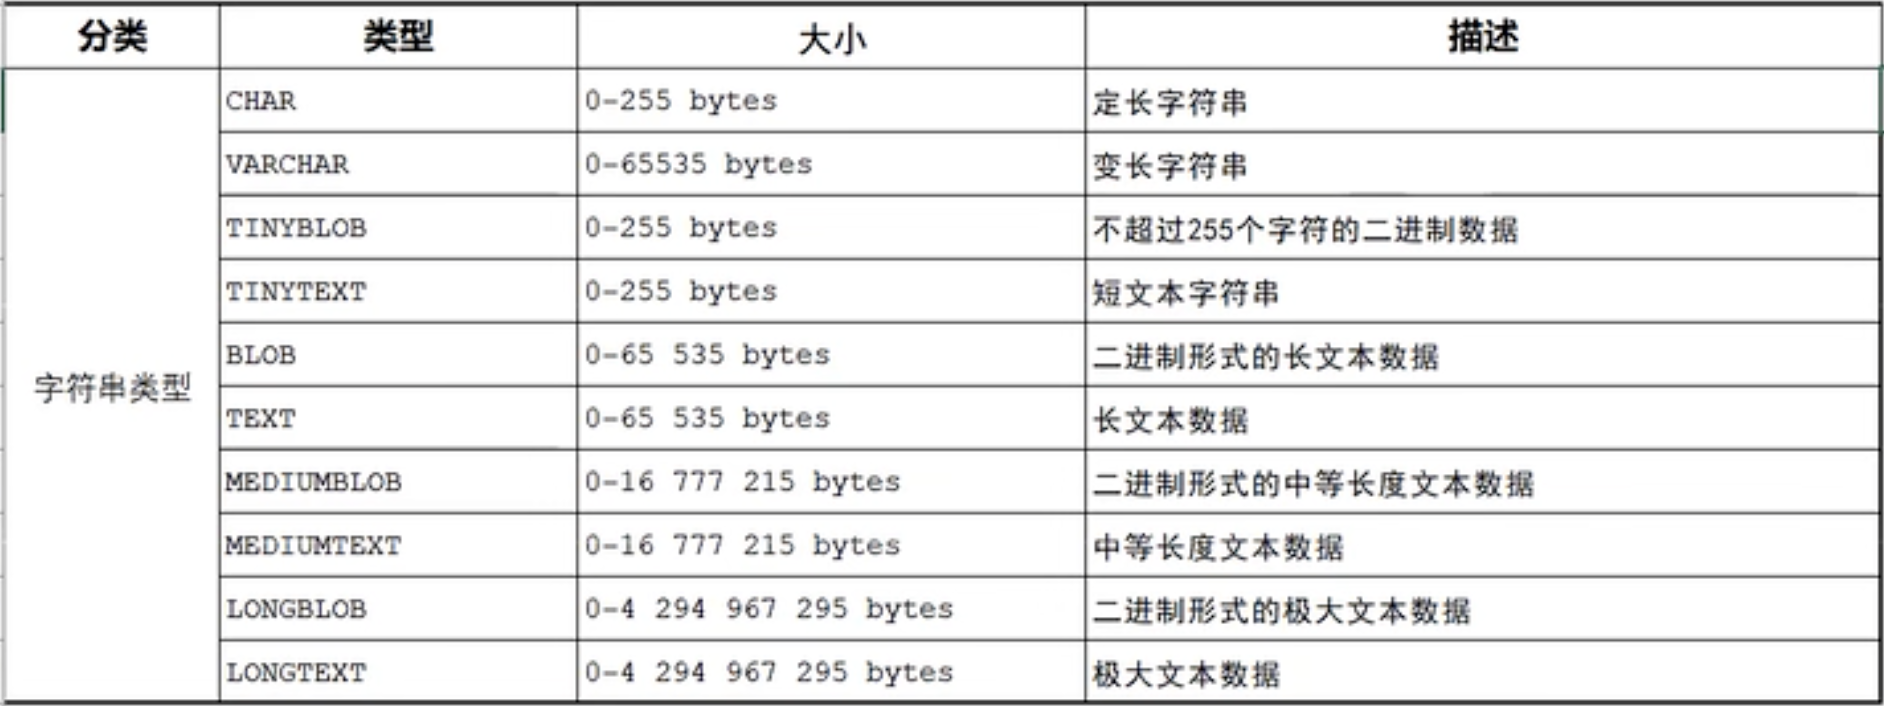 分类 类型 大小 描述
CHAR 0-255 bytes 定长字符串
VARCHAR 0-65535 bytes 变长字符串
TINYBLOB 0-255 bytes 不超过255个字符的二进制数据
TINYTEXT 0-255 bytes 短文本字符串
BLOB 0-65 535 bytes 二进制形式的长文本数据
字符串类型
TEXT 0-65 535 bytes 长文本数据
MEDIUMBLOB 0-16 777 215 bytes 二进制形式的中等长度文本数据
MEDIUMTEXT 0-16 777 215 bytes 中等长度文本数据
LONGBLOB 0-4 294 967 295 bytes 二进制形式的极大文本数据
LONGTEXT 0-4 294 967 295 bytes 极大文本数据